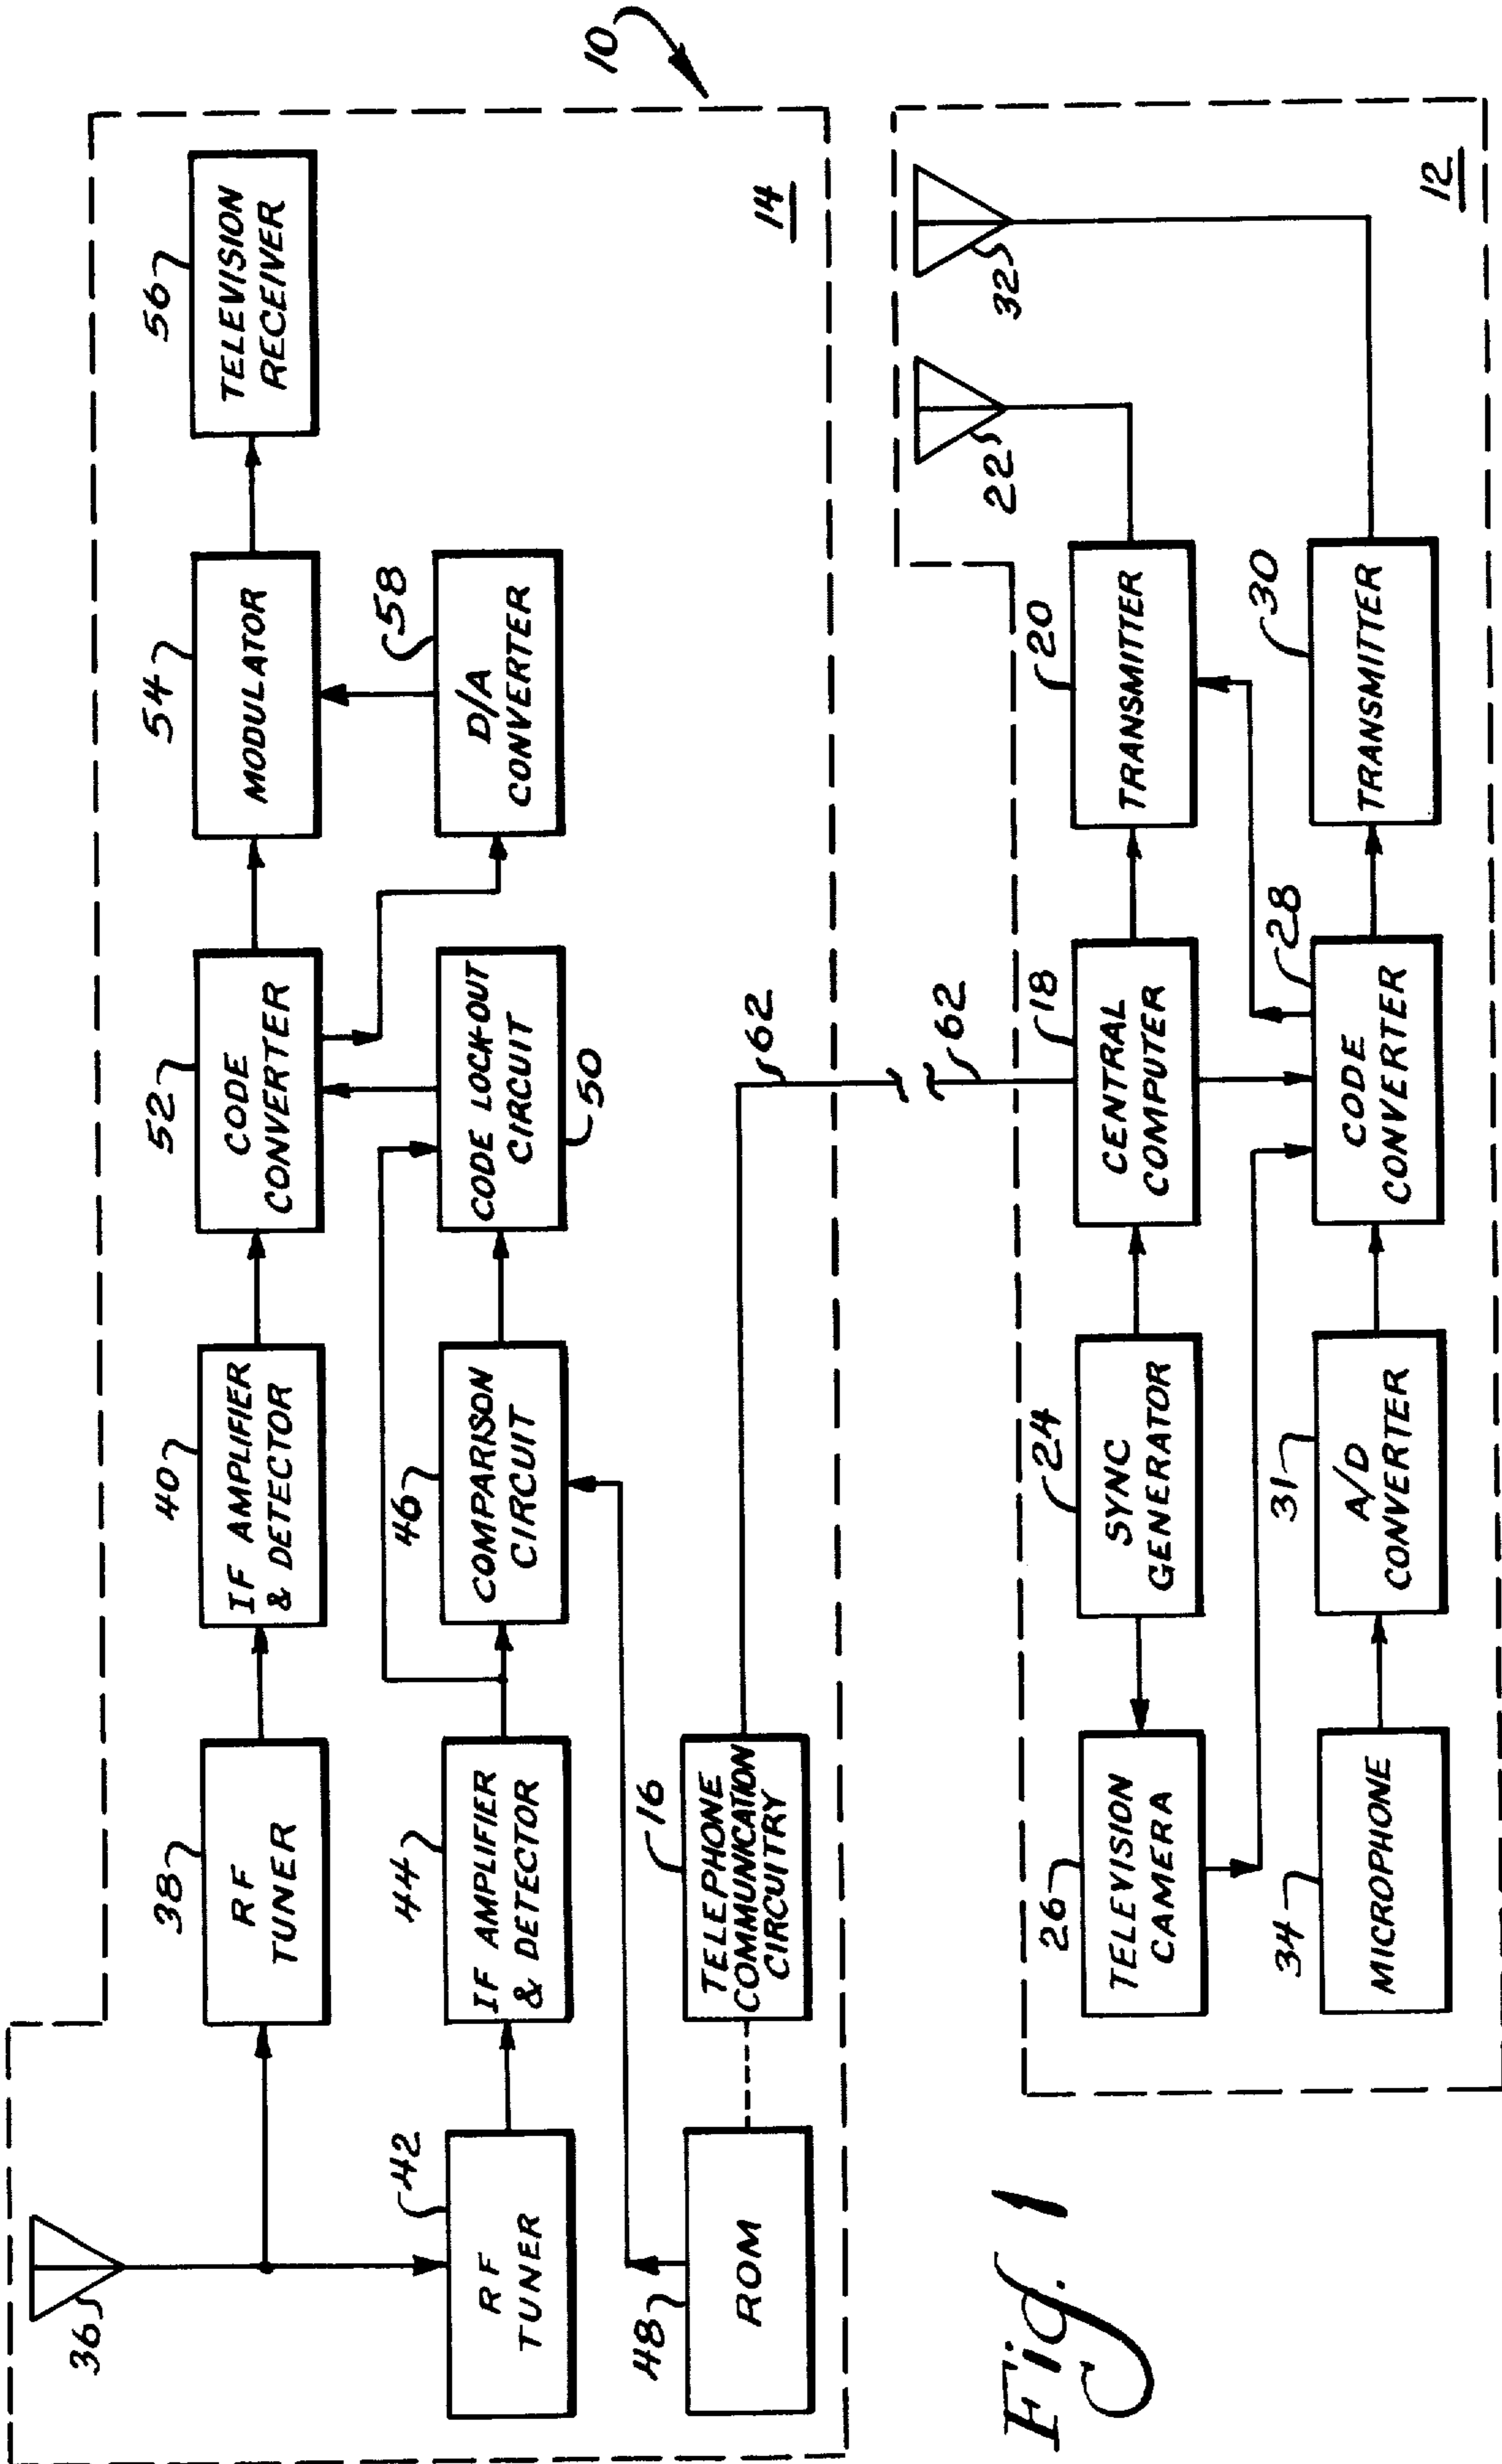 10
14
36
38
RF
TUNER
40
IF AMPLIFIER
& DETECTOR
52
CODE
CONVERTER
54
MODULATOR
56
TELEVISION
RECEIVER
42
RF
TUNER
44
IF AMPLIFIER
& DETECTOR
46
COMPARISON
CIRCUIT
CODE LOCK-OUT
CIRCUIT
50
58
D/A
CONVERTER
48
ROM
16
TELEPHONE
COMMUNICATION
CIRCUITRY
62
62
12
26
TELEVISION
CAMERA
24
SYNC
GENERATOR
18
CENTRAL
COMPUTER
20
TRANSMITTER
22
32
34
MICROPHONE
31
A/D
CONVERTER
28
CODE
CONVERTER
30
TRANSMITTER
Fig. 1